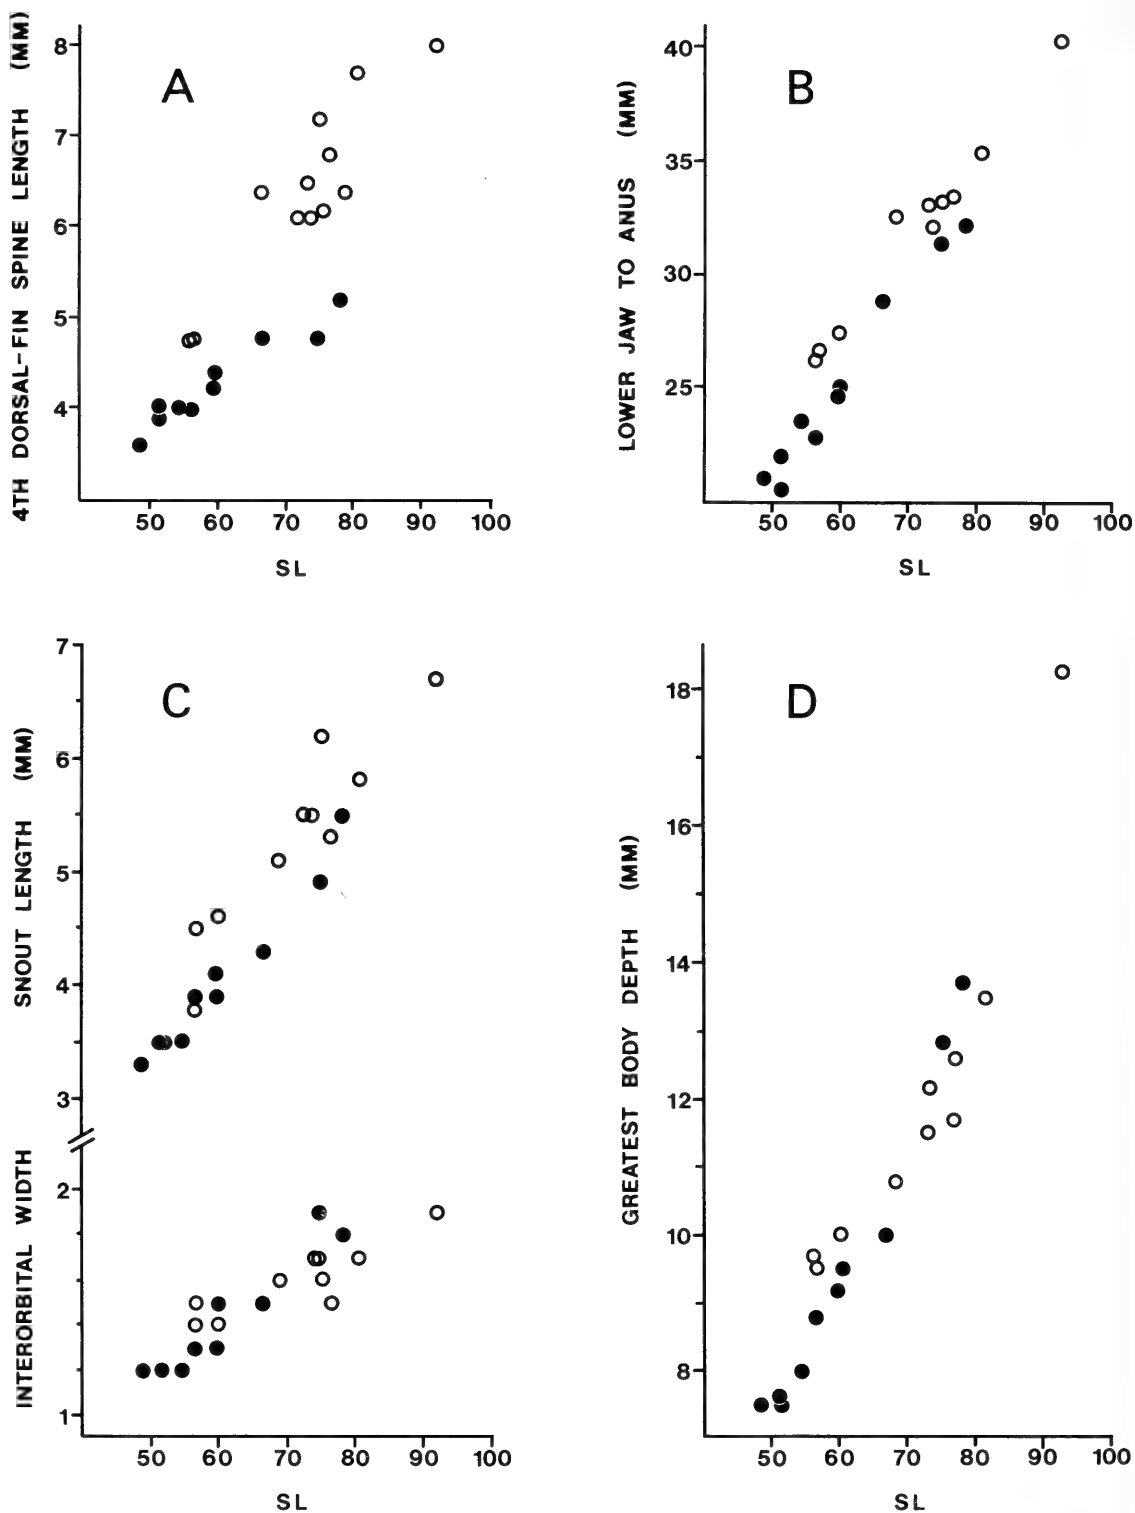 A
4TH DORSAL-FIN SPINE LENGTH (MM)
8
7
6
5
4
50 60 70 80 90 100
SL
B
LOWER JAW TO ANUS (MM)
40
35
30
25
50 60 70 80 90 100
SL
C
SNOUT LENGTH (MM)
7
6
5
4
3
INTERORBITAL WIDTH
2
1
50 60 70 80 90 100
SL
D
GREATEST BODY DEPTH (MM)
18
16
14
12
10
8
50 60 70 80 90 100
SL